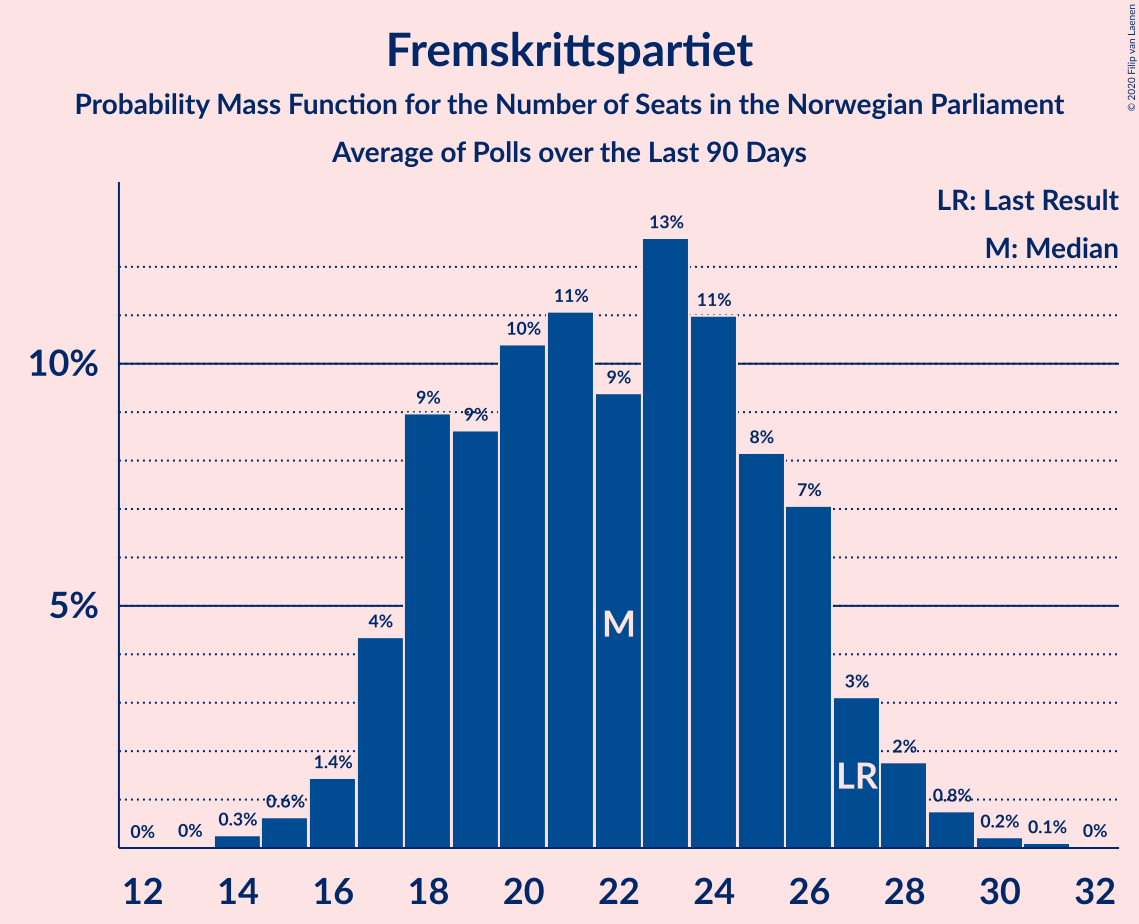 Fremskrittspartiet
Probability Mass Function for the Number of Seats in the Norwegian Parliament
Average of Polls over the Last 90 Days
© 2020 Filip van Laenen
LR: Last Result
M: Median
10%
5%
0%
0%
0.3%
0.6%
1.4%
4%
9%
9%
10%
11%
9%
13%
11%
8%
7%
3%
2%
0.8%
0.2%
0.1%
0%
M
LR
12 14 16 18 20 22 24 26 28 30 32